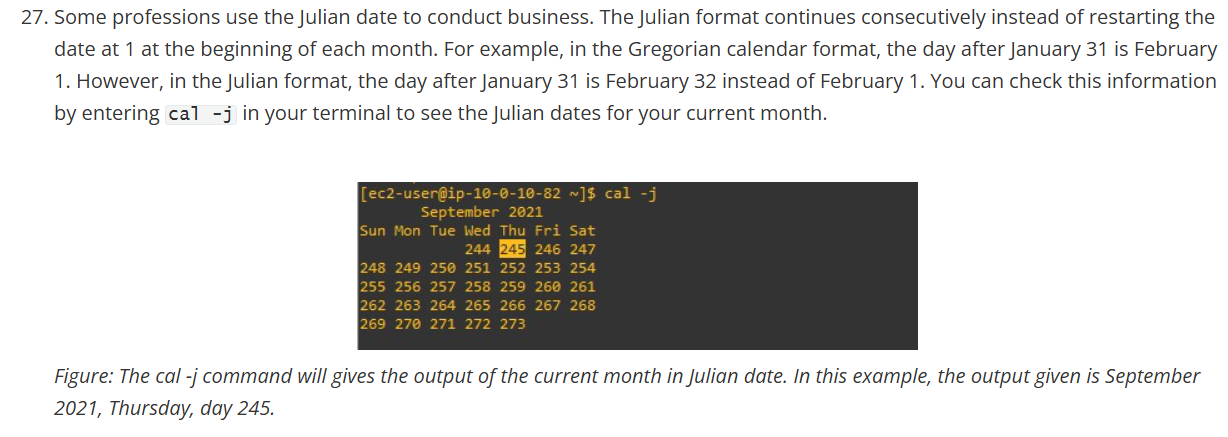 27. Some professions use the Julian date to conduct business. The Julian format continues consecutively instead of restarting the
date at 1 at the beginning of each month. For example, in the Gregorian calendar format, the day after January 31 is February
1. However, in the Julian format, the day after January 31 is February 32 instead of February 1. You can check this information
by entering cal -j in your terminal to see the Julian dates for your current month.
[ec2-user@ip-10-0-10-82 ~]$ cal -j
September 2021
Sun Mon Tue Wed Thu Fri Sat
244 245 246 247
248 249 250 251 252 253 254
255 256 257 258 259 260 261
262 263 264 265 266 267 268
269 270 271 272 273
Figure: The cal -j command will gives the output of the current month in Julian date. In this example, the output given is September
2021, Thursday, day 245.